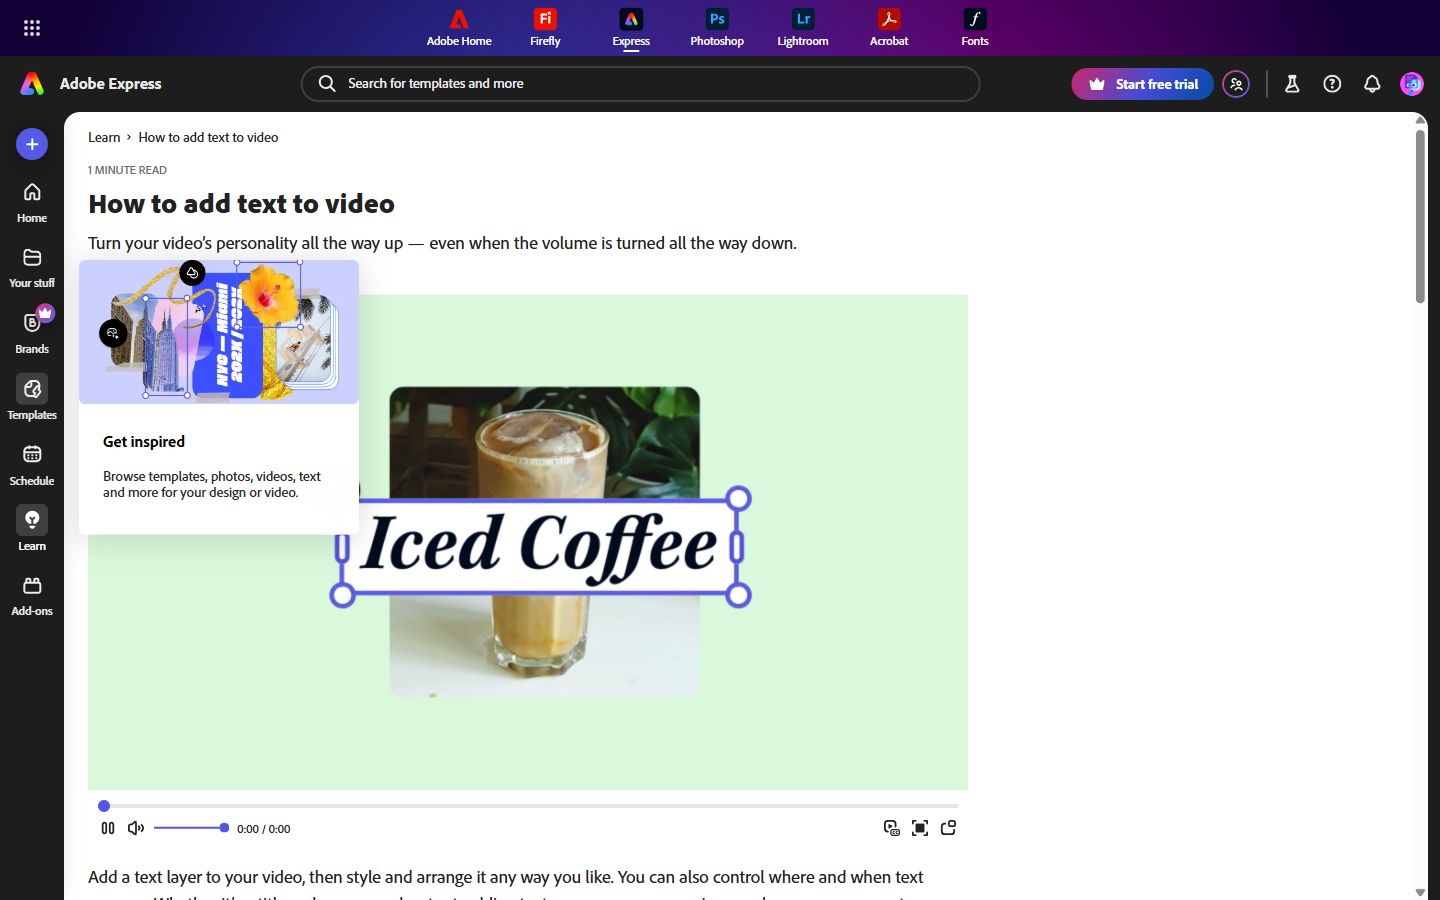 Adobe Home
Firefly
Express
Photoshop
Lightroom
Acrobat
Fonts
Adobe Express
Search for templates and more
Start free trial
Home
Your stuff
Brands
Templates
Schedule
Learn
Add-ons
Learn › How to add text to video
1 MINUTE READ
How to add text to video
Turn your video's personality all the way up — even when the volume is turned all the way down.
NYC — Miami
202X / 202X
Get inspired
Browse templates, photos, videos, text
and more for your design or video.
Iced Coffee
0:00 / 0:00
Add a text layer to your video, then style and arrange it any way you like. You can also control where and when text